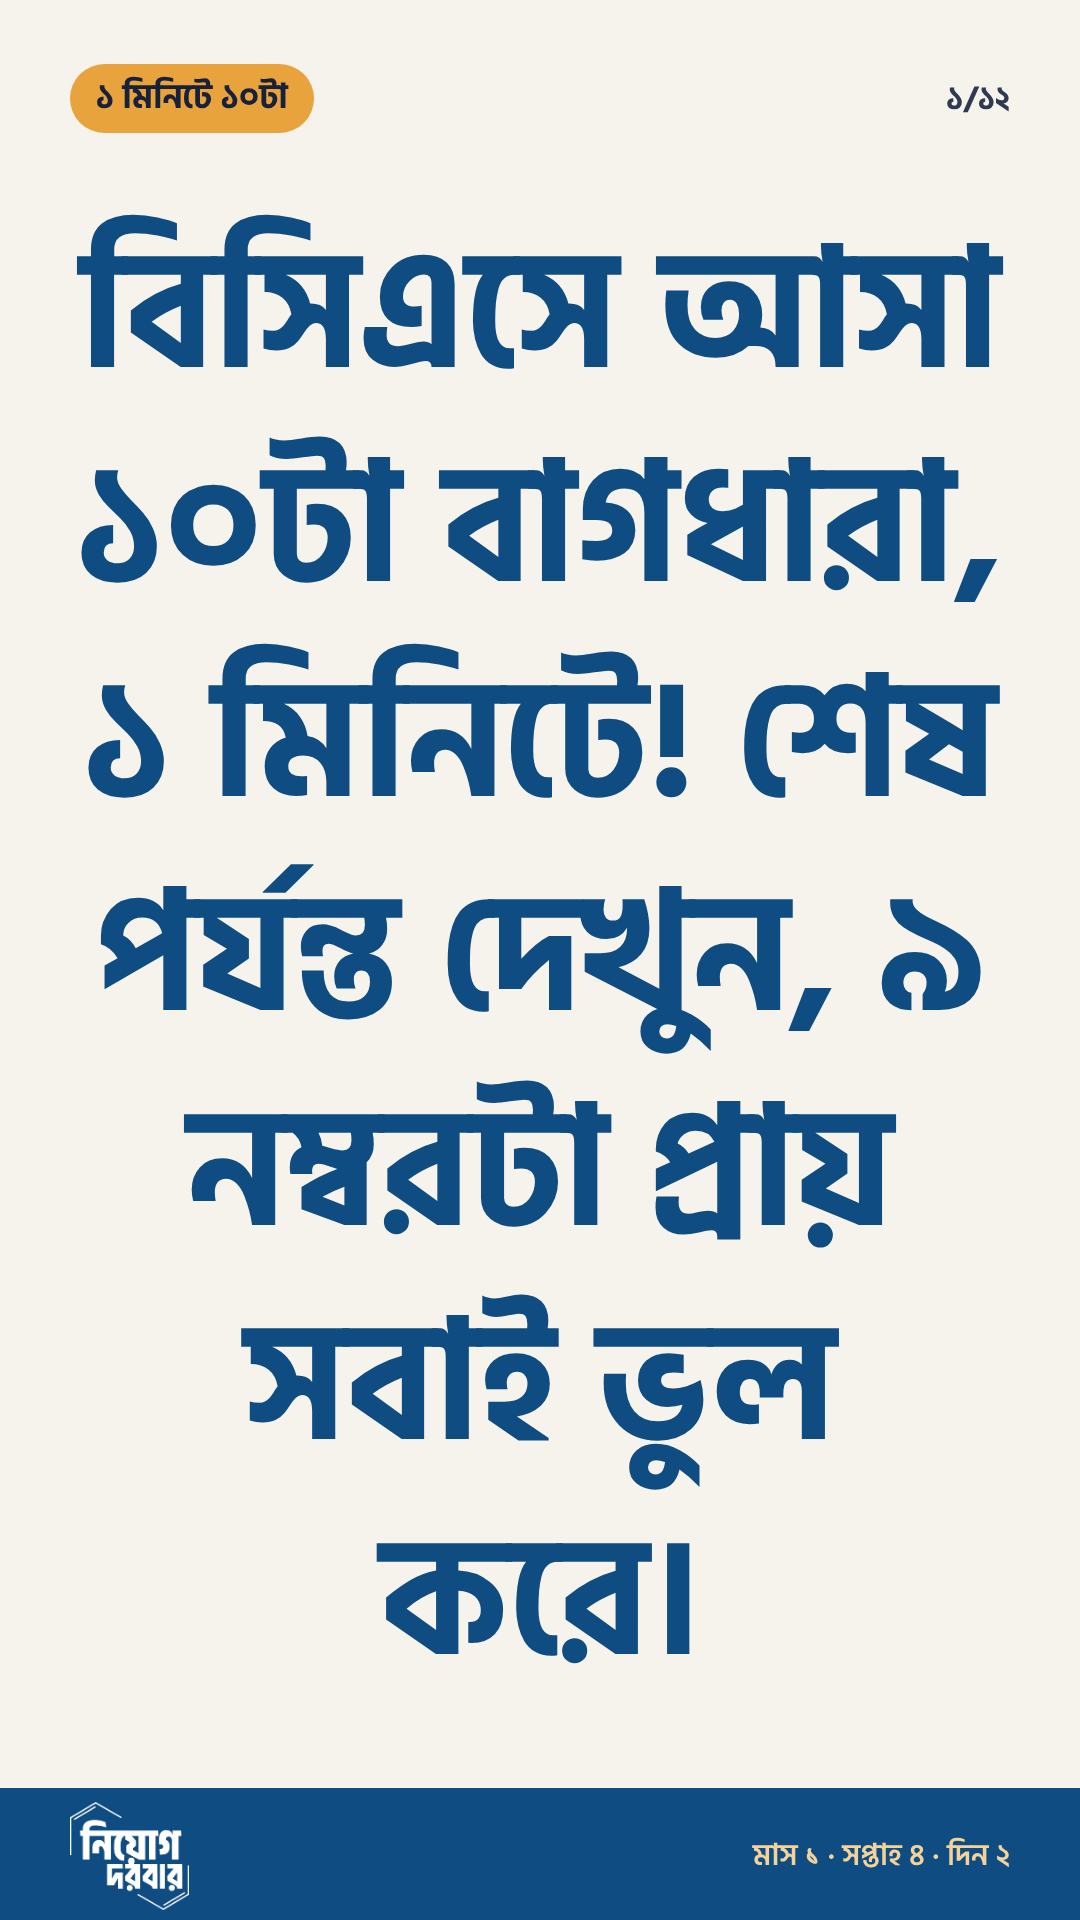 ১ মিনিটে ১০টা
১/১২
বিসিএসে আসা
১০টা বাগধারা,
১ মিনিটে! শেষ
পর্যন্ত দেখুন, ৯
নম্বরটা প্রায়
সবাই ভুল
করে।
নিয়োগ
দরবার
মাস ১ · সপ্তাহ ৪ · দিন ২